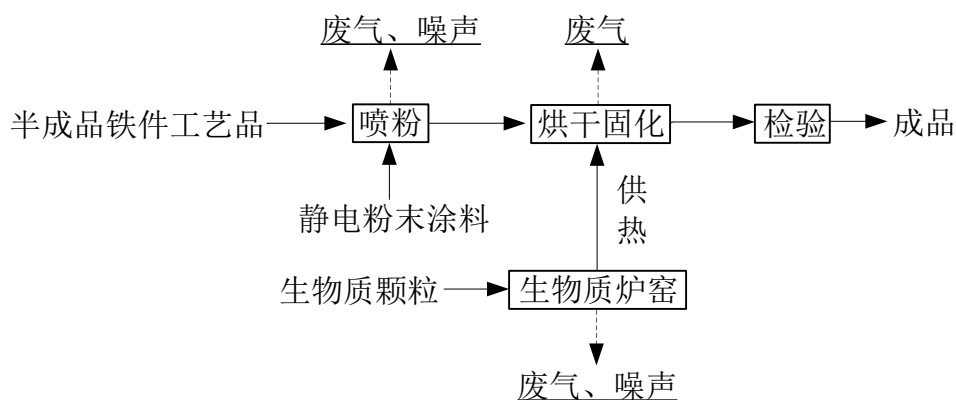 废气、噪声
废气
半成品铁件工艺品
喷粉
烘干固化
检验
成品
静电粉末涂料
供热
生物质颗粒
生物质炉窑
废气、噪声